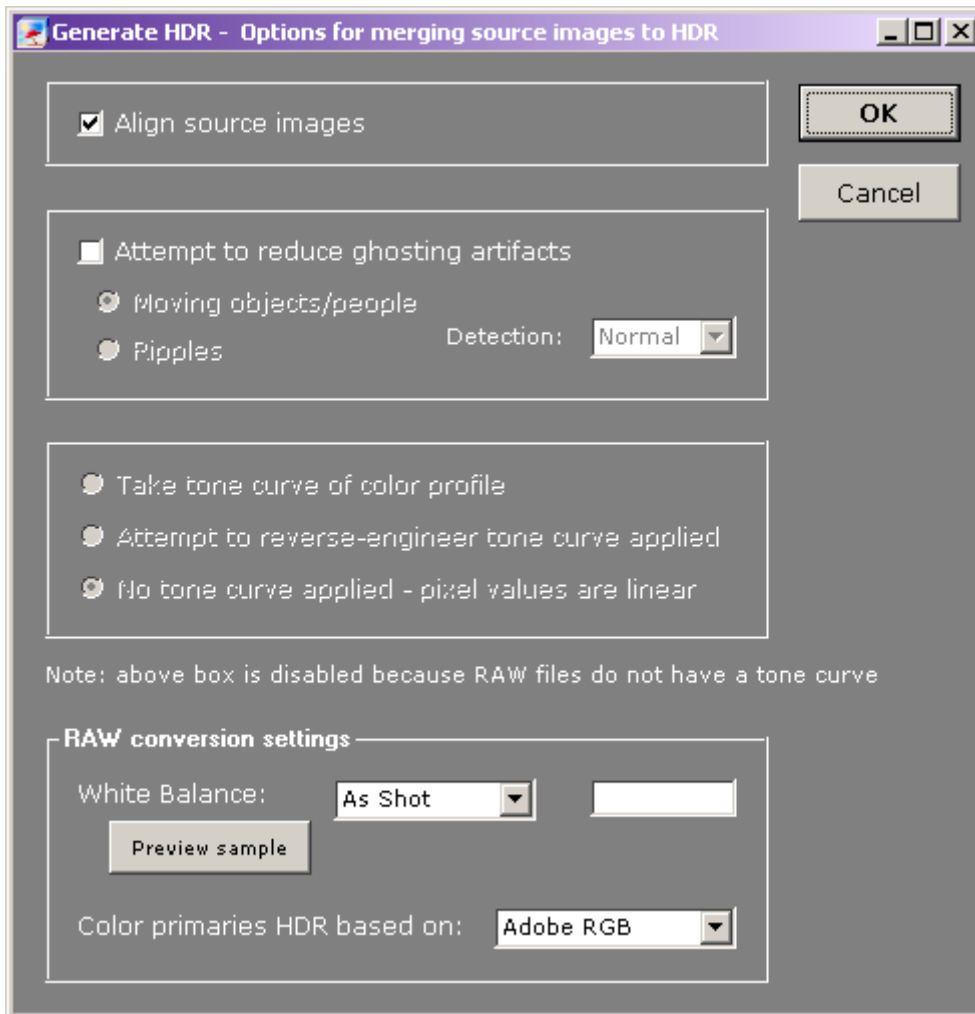 Generate HDR - Options for merging source images to HDR
Align source images
OK
Cancel
Attempt to reduce ghosting artifacts
Moving objects/people
Ripples
Detection:
Normal
Take tone curve of color profile
Attempt to reverse-engineer tone curve applied
No tone curve applied - pixel values are linear
Note: above box is disabled because RAW files do not have a tone curve
RAW conversion settings
White Balance:
As Shot
Preview sample
Color primaries HDR based on:
Adobe RGB